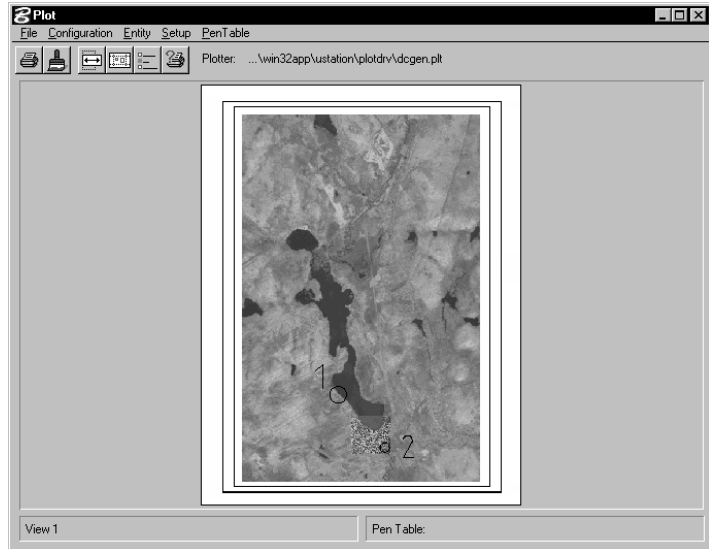 Plot
File Configuration Entity Setup PenTable
Plotter: ...\win32app\ustation\plotdrv\dcgen.plt
1
2
View 1 Pen Table: